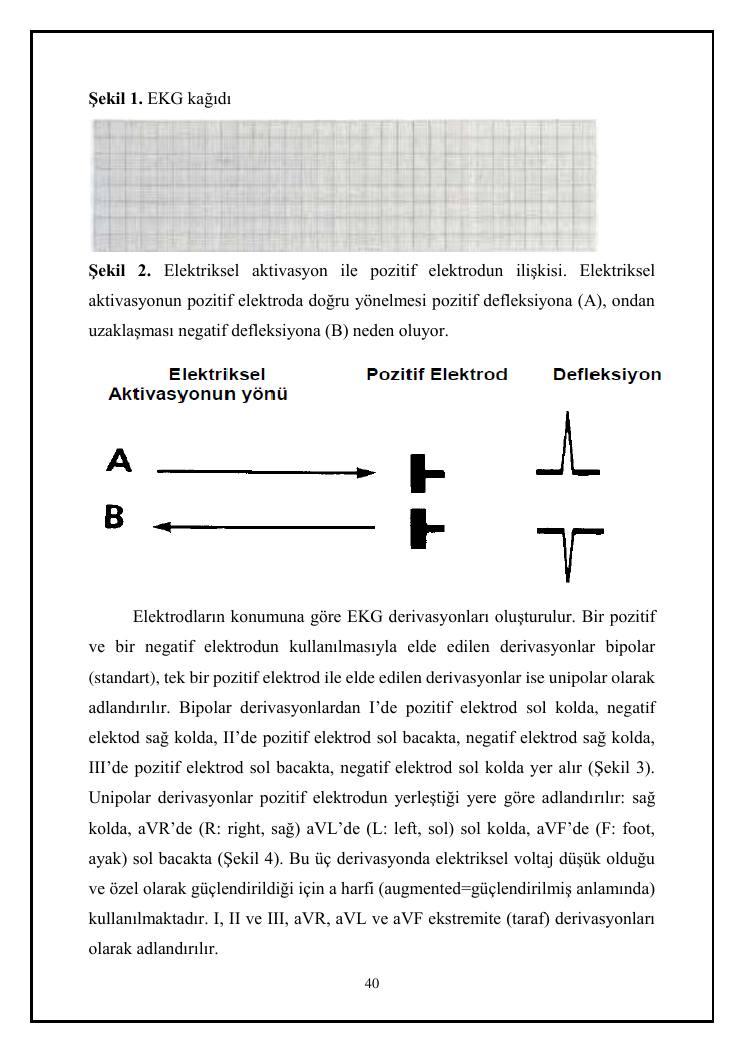 Şekil 1. EKG kağıdı
Şekil 2. Elektriksel aktivasyon ile pozitif elektrodun ilişkisi. Elektriksel
aktivasyonun pozitif elektroda doğru yönelmesi pozitif defleksiyona (A), ondan
uzaklaşması negatif defleksiyona (B) neden oluyor.
Elektriksel
Aktivasyonun yönü
Pozitif Elektrod
Defleksiyon
A
B
Elektrodların konumuna göre EKG derivasyonları oluşturulur. Bir pozitif
ve bir negatif elektrodun kullanılmasıyla elde edilen derivasyonlar bipolar
(standart), tek bir pozitif elektrod ile elde edilen derivasyonlar ise unipolar olarak
adlandırılır. Bipolar derivasyonlardan I’de pozitif elektrod sol kolda, negatif
elektod sağ kolda, II’de pozitif elektrod sol bacakta, negatif elektrod sağ kolda,
III’de pozitif elektrod sol bacakta, negatif elektrod sol kolda yer alır (Şekil 3).
Unipolar derivasyonlar pozitif elektrodun yerleştiği yere göre adlandırılır: sağ
kolda, aVR’de (R: right, sağ) aVL’de (L: left, sol) sol kolda, aVF’de (F: foot,
ayak) sol bacakta (Şekil 4). Bu üç derivasyonda elektriksel voltaj düşük olduğu
ve özel olarak güçlendirildiği için a harfi (augmented=güçlendirilmiş anlamında)
kullanılmaktadır. I, II ve III, aVR, aVL ve aVF ekstremite (taraf) derivasyonları
olarak adlandırılır.
40